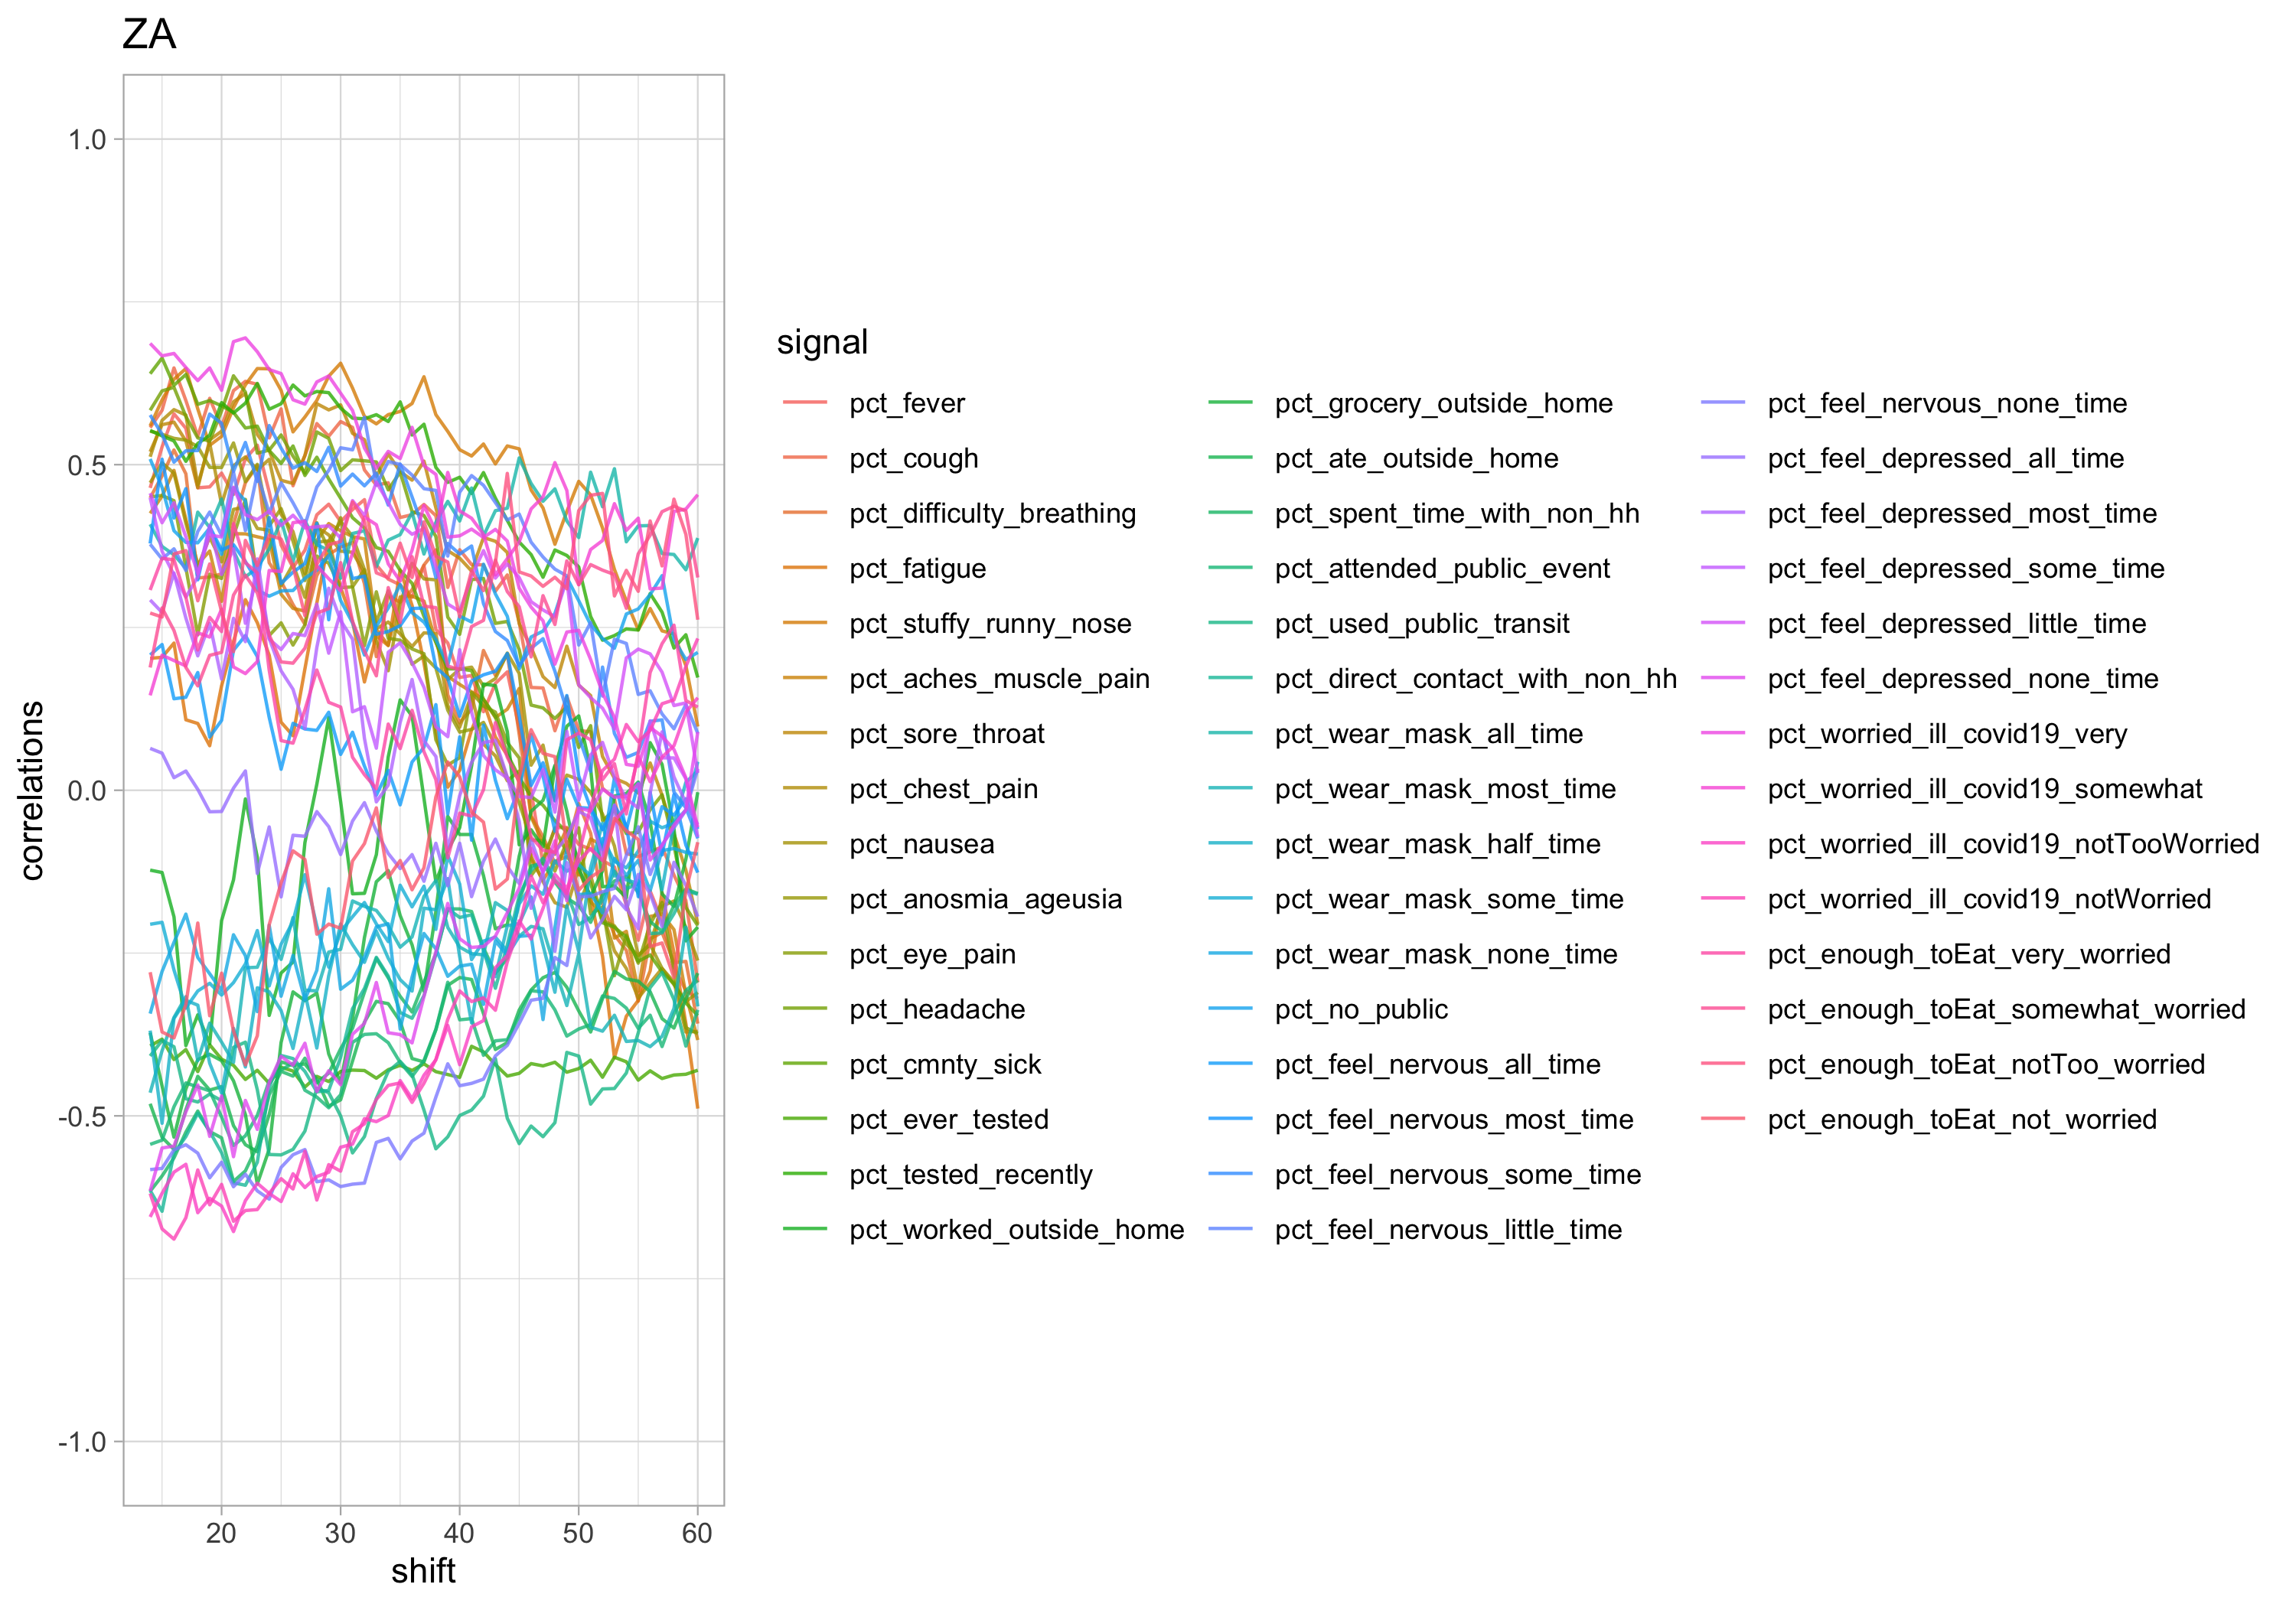 ZA
correlations
1.0
0.5
0.0
-0.5
-1.0
20 30 40 50 60
shift
signal
pct_fever
pct_cough
pct_difficulty_breathing
pct_fatigue
pct_stuffy_runny_nose
pct_aches_muscle_pain
pct_sore_throat
pct_chest_pain
pct_nausea
pct_anosmia_ageusia
pct_eye_pain
pct_headache
pct_cmnty_sick
pct_ever_tested
pct_tested_recently
pct_worked_outside_home
pct_grocery_outside_home
pct_ate_outside_home
pct_spent_time_with_non_hh
pct_attended_public_event
pct_used_public_transit
pct_direct_contact_with_non_hh
pct_wear_mask_all_time
pct_wear_mask_most_time
pct_wear_mask_half_time
pct_wear_mask_some_time
pct_wear_mask_none_time
pct_no_public
pct_feel_nervous_all_time
pct_feel_nervous_most_time
pct_feel_nervous_some_time
pct_feel_nervous_little_time
pct_feel_nervous_none_time
pct_feel_depressed_all_time
pct_feel_depressed_most_time
pct_feel_depressed_some_time
pct_feel_depressed_little_time
pct_feel_depressed_none_time
pct_worried_ill_covid19_very
pct_worried_ill_covid19_somewhat
pct_worried_ill_covid19_notTooWorried
pct_worried_ill_covid19_notWorried
pct_enough_toEat_very_worried
pct_enough_toEat_somewhat_worried
pct_enough_toEat_notToo_worried
pct_enough_toEat_not_worried